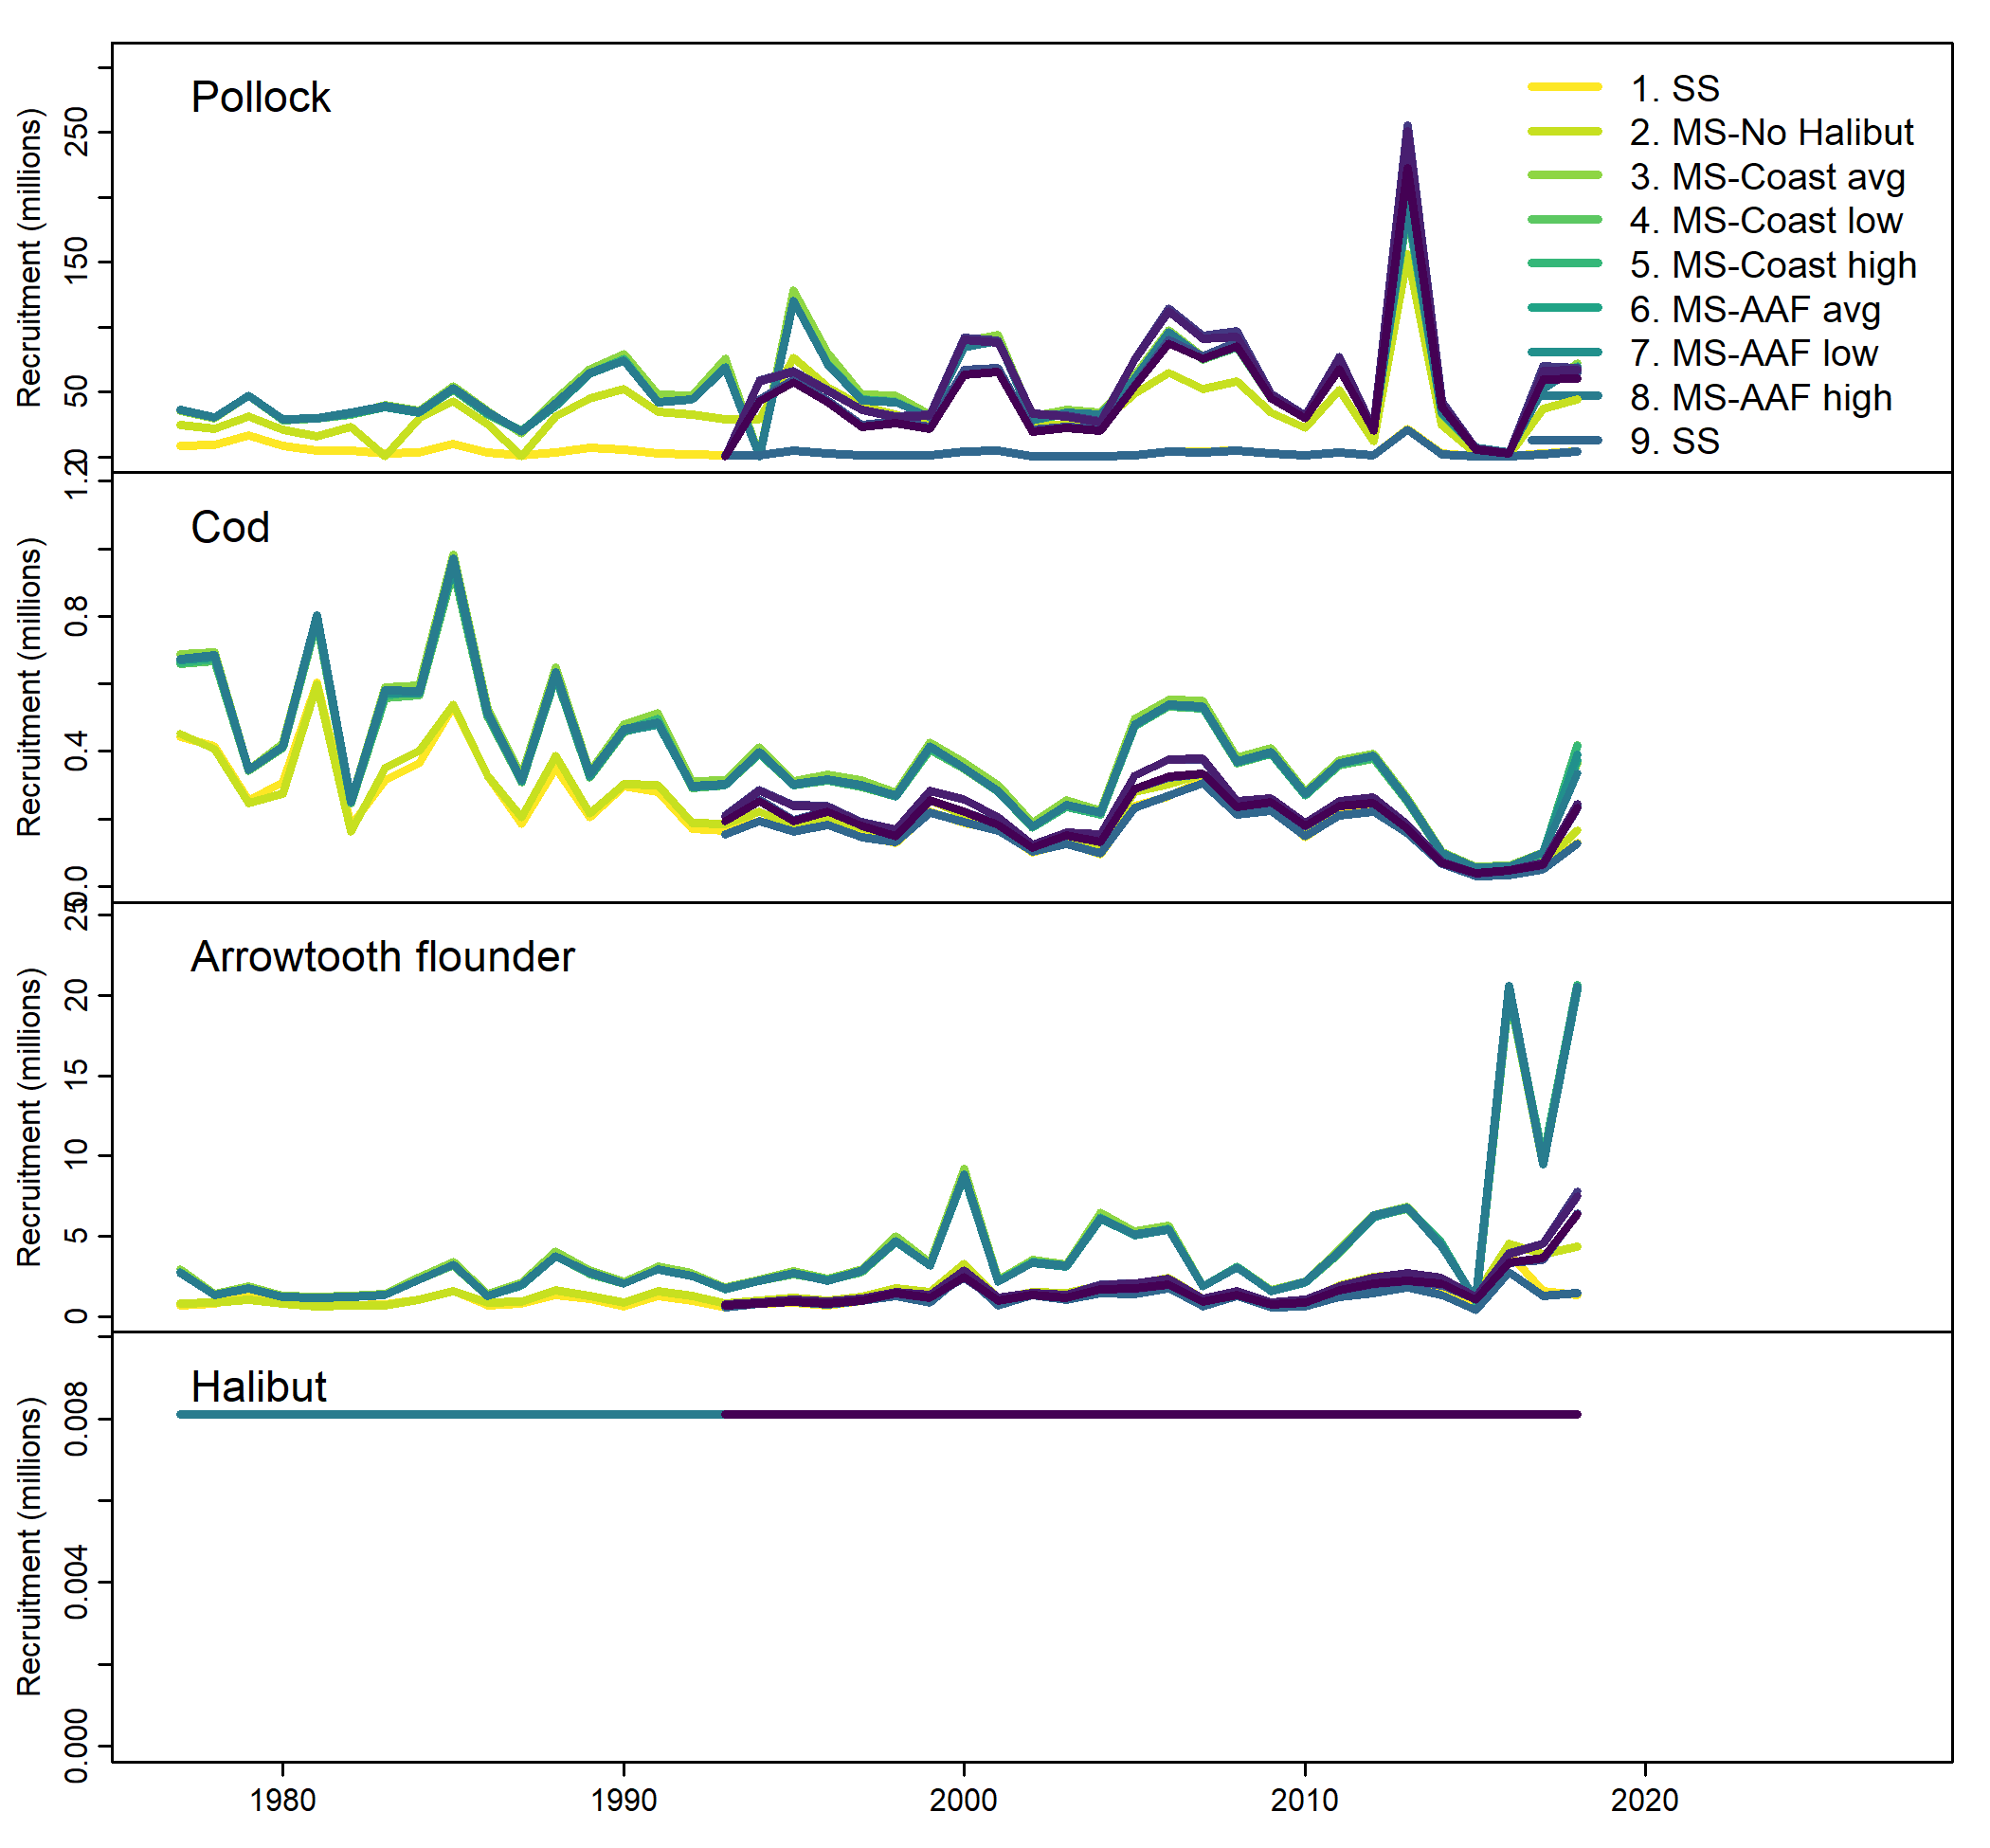 Pollock
Recruitment (millions)
250
150
50
0
1. SS
2. MS-No Halibut
3. MS-Coast avg
4. MS-Coast low
5. MS-Coast high
6. MS-AAF avg
7. MS-AAF low
8. MS-AAF high
9. SS
Cod
Recruitment (millions)
1.2
0.8
0.4
0.0
Arrowtooth flounder
Recruitment (millions)
25
20
15
10
5
0
Halibut
Recruitment (millions)
0.008
0.004
0.000
1980 1990 2000 2010 2020